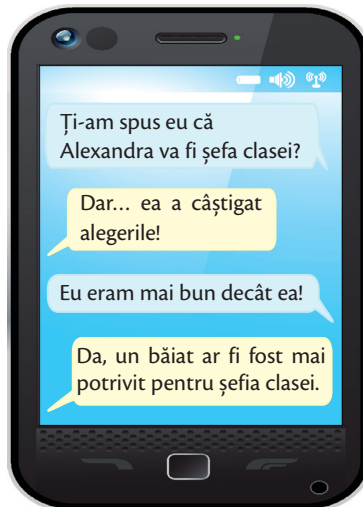 Ți-am spus eu că
Alexandra va fi șefa clasei?
Dar... ea a câștigat
alegerile!
Eu eram mai bun decât ea!
Da, un băiat ar fi fost mai
potrivit pentru șefia clasei.